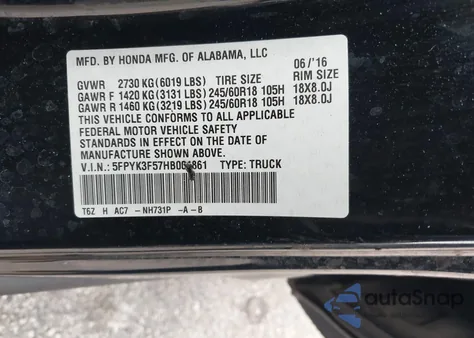 MFD. BY HONDA MFG. OF ALABAMA, LLC
06/'16
GVWR 2730 KG (6019 LBS) TIRE SIZE RIM SIZE
GAWR F 1420 KG (3131 LBS) 245/60R18 105H 18X8.0J
GAWR R 1460 KG (3219 LBS) 245/60R18 105H 18X8.0J
THIS VEHICLE CONFORMS TO ALL APPLICABLE
FEDERAL MOTOR VEHICLE SAFETY
STANDARDS IN EFFECT ON THE DATE OF
MANUFACTURE SHOWN ABOVE.
V.I.N.: TYPE: TRUCK
T6Z H AC7 -NH731P -A-B
autoSnap